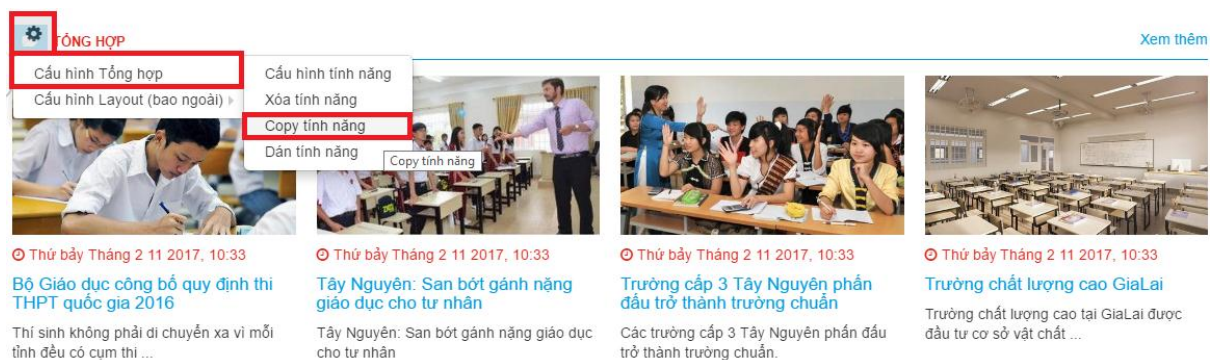 TỔNG HỢP
Xem thêm
Cấu hình Tổng hợp
Cấu hình Layout (bao ngoài)
Cấu hình tính năng
Xóa tính năng
Copy tính năng
Dán tính năng
Copy tính năng
Thứ bảy Tháng 2 11 2017, 10:33
Bộ Giáo dục công bố quy định thi
THPT quốc gia 2016
Thí sinh không phải di chuyển xa vì mỗi
tỉnh đều có cụm thi ...
Thứ bảy Tháng 2 11 2017, 10:33
Tây Nguyên: San bớt gánh nặng
giáo dục cho tư nhân
Tây Nguyên: San bớt gánh nặng giáo dục
cho tư nhân
Thứ bảy Tháng 2 11 2017, 10:33
Trường cấp 3 Tây Nguyên phấn
đấu trở thành trường chuẩn
Các trường cấp 3 Tây Nguyên phấn đấu
trở thành trường chuẩn.
Thứ bảy Tháng 2 11 2017, 10:33
Trường chất lượng cao GiaLai
Trường chất lượng cao tại GiaLai được
đầu tư cơ sở vật chất ...